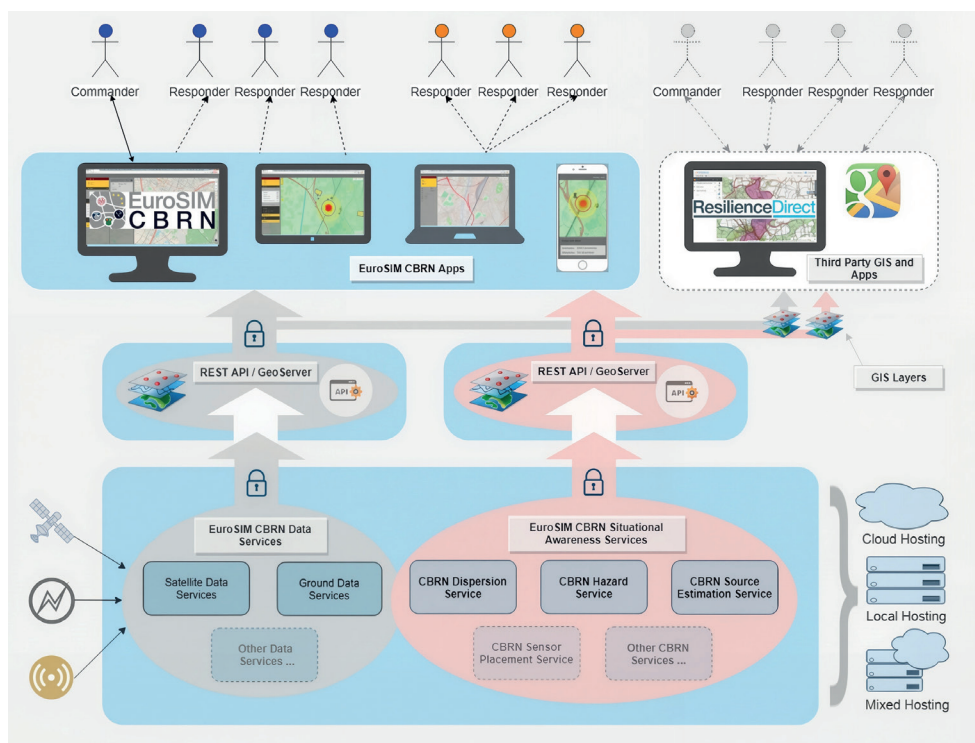 Commander
Responder
Responder
Responder
Responder
Responder
Responder
Commander
Responder
Responder
Responder
EuroSIM
CBRN
ResilienceDirect
EuroSIM CBRN Apps
Third Party GIS and
Apps
REST API / GeoServer
API
REST API / GeoServer
API
GIS Layers
EuroSIM CBRN Data
Services
EuroSIM CBRN Situational
Awareness Services
Satellite Data
Services
Ground Data
Services
CBRN Dispersion
Service
CBRN Hazard
Service
CBRN Source
Estimation Service
Other Data
Services ...
CBRN Sensor
Placement Service
Other CBRN
Services ...
Cloud Hosting
Local Hosting
Mixed Hosting